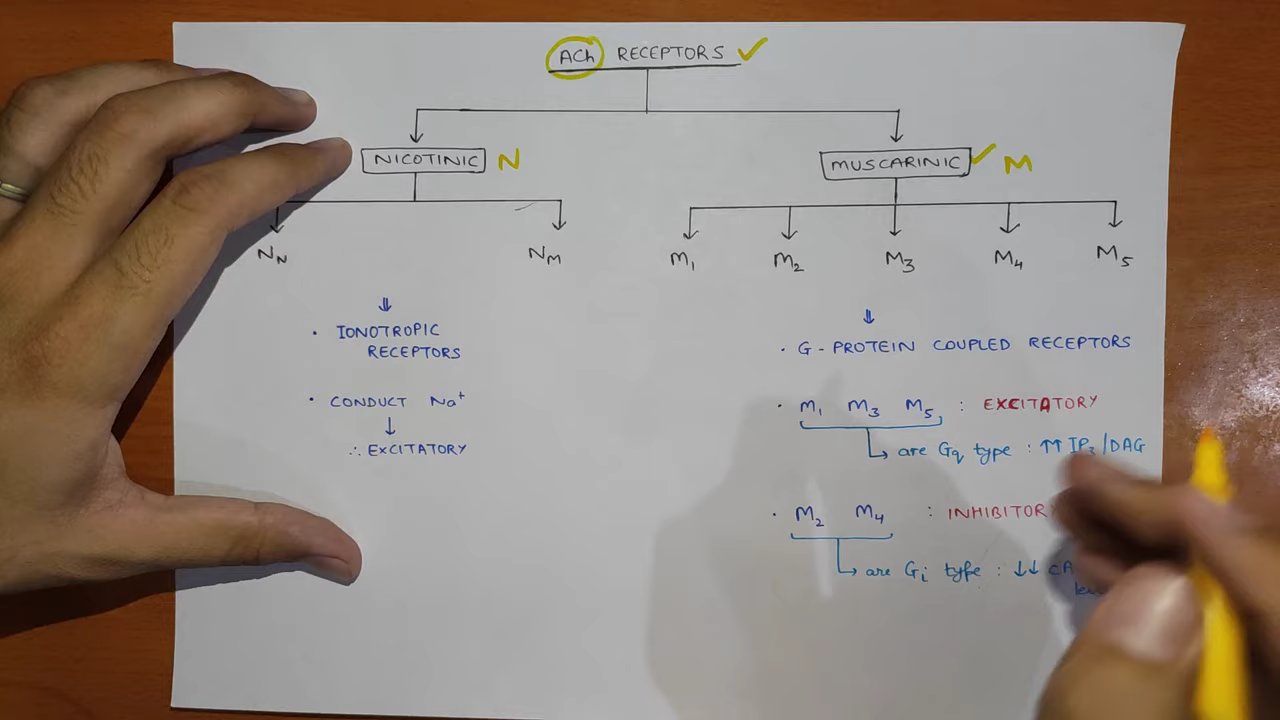 ACh RECEPTORS
NICOTINIC N
MUSCARINIC M
NN NM
M1 M2 M3 M4 M5
⇓
• IONOTROPIC
RECEPTORS
• CONDUCT Na+
↓
∴ EXCITATORY
⇓
• G-PROTEIN COUPLED RECEPTORS
• M1 M3 M5 : EXCITATORY
are Gq type : ↑↑ IP3/DAG
• M2 M4 : INHIBITORY
are Gi type : ↓↓